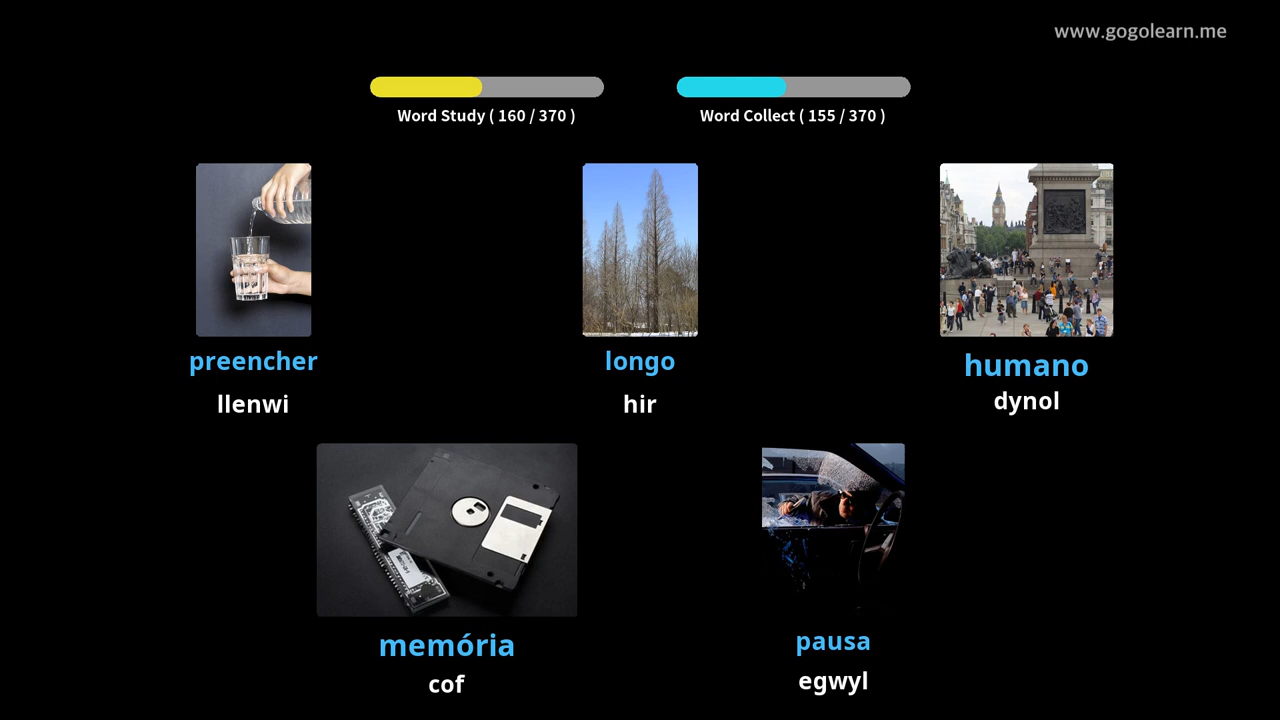 www.gogolearn.me
Word Study ( 160 / 370 )
Word Collect ( 155 / 370 )
preencher
llenwi
longo
hir
humano
dynol
memória
cof
pausa
egwyl